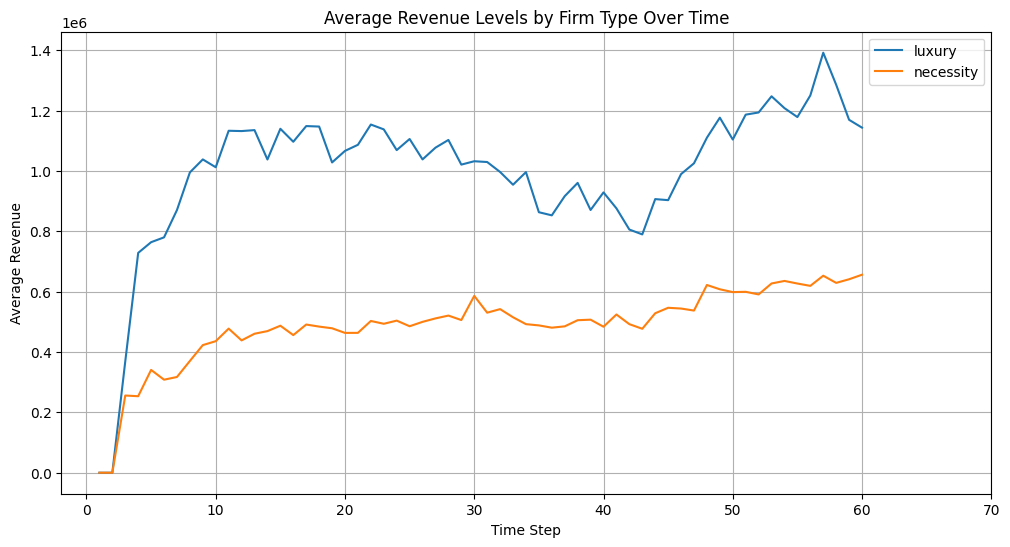 Average Revenue Levels by Firm Type Over Time
1e6
luxury
necessity
1.4
1.2
1.0
0.8
0.6
0.4
0.2
0.0
Average Revenue
0 10 20 30 40 50 60 70
Time Step